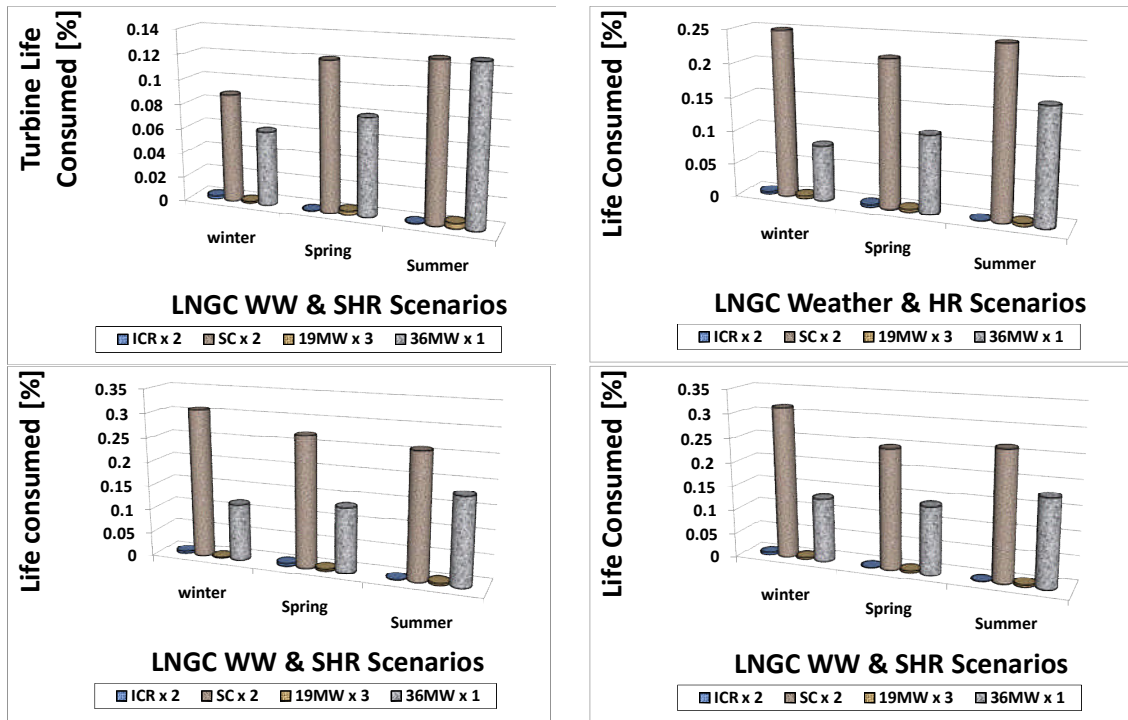 Turbine Life
Consumed [%]
0.14
0.12
0.1
0.08
0.06
0.04
0.02
0
winter
Spring
Summer
LNGC WW & SHR Scenarios
ICR x 2 SC x 2 19MW x 3 36MW x 1
Life Consumed [%]
0.25
0.2
0.15
0.1
0.05
0
winter
Spring
Summer
LNGC Weather & HR Scenarios
ICR x 2 SC x 2 19MW x 3 36MW x 1
Life consumed [%]
0.35
0.3
0.25
0.2
0.15
0.1
0.05
0
winter
Spring
Summer
LNGC WW & SHR Scenarios
ICR x 2 SC x 2 19MW x 3 36MW x 1
Life Consumed [%]
0.35
0.3
0.25
0.2
0.15
0.1
0.05
0
winter
Spring
Summer
LNGC WW & SHR Scenarios
ICR x 2 SC x 2 19MW x 3 36MW x 1